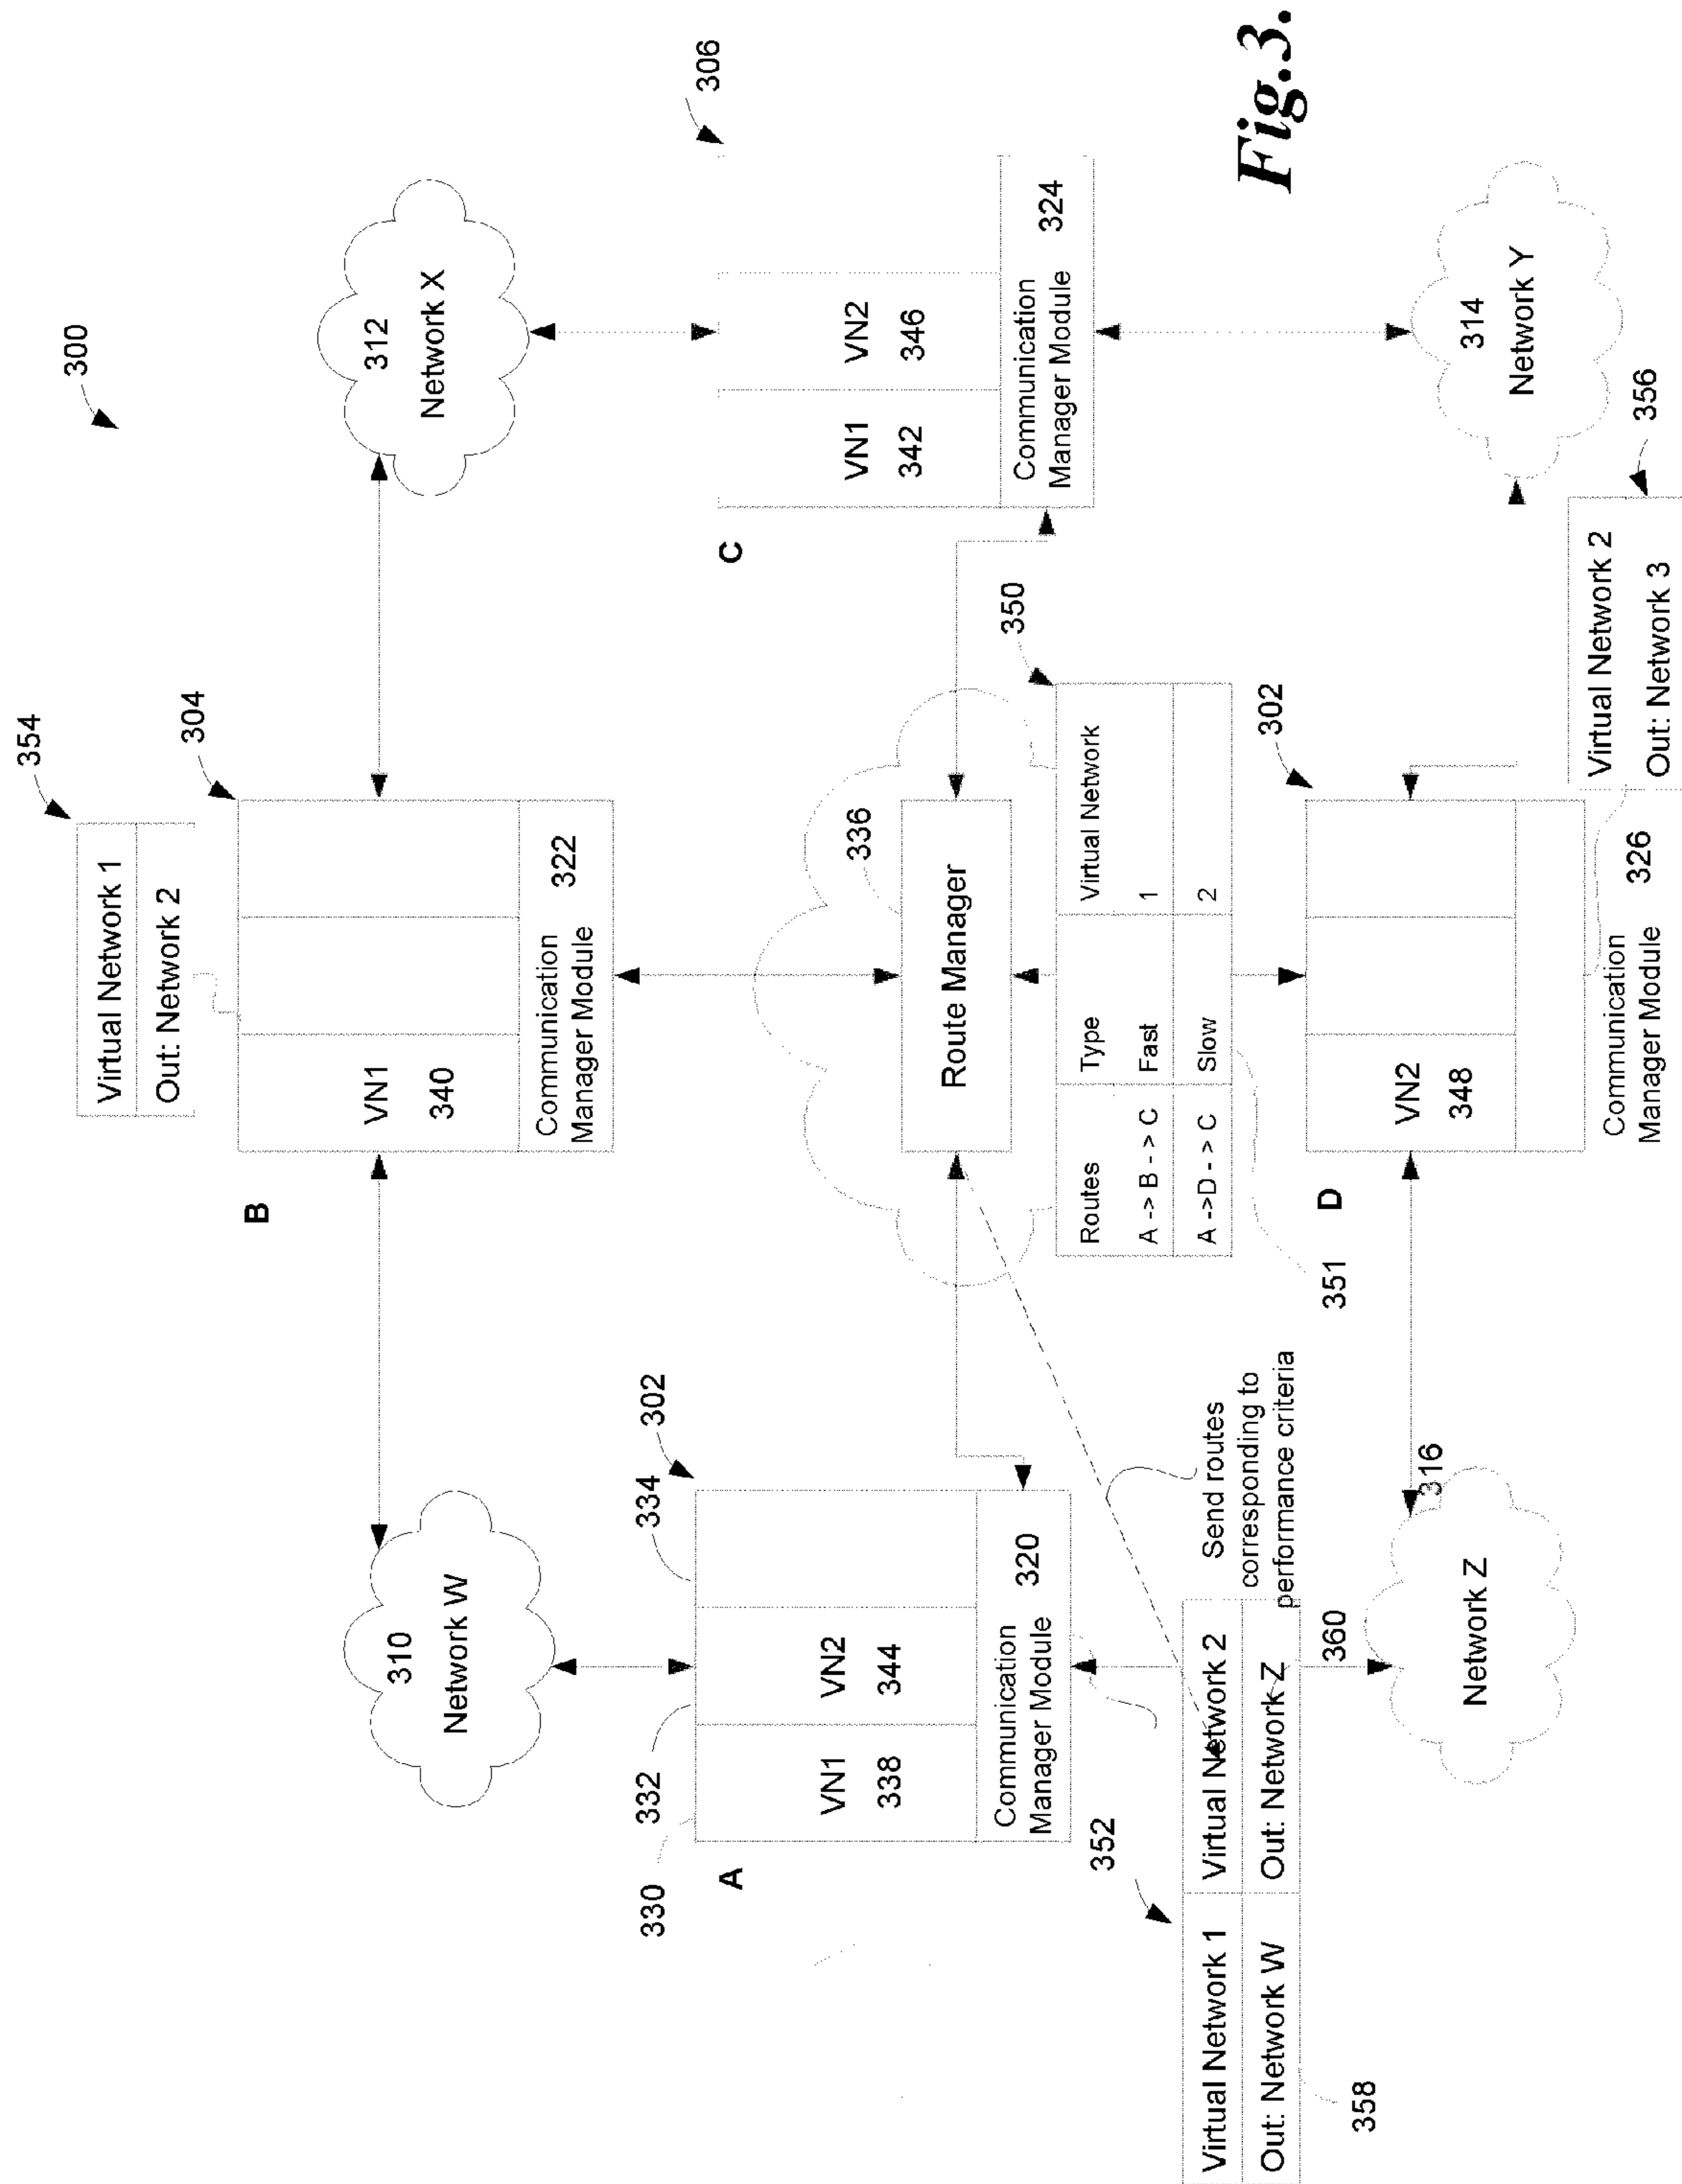 300
354
Virtual Network 1
Out: Network 2
304
B
VN1
340
Communication
Manager Module
322
312
Network X
306
310
Network W
302
334
332
330
A
VN1
338
VN2
344
Communication
Manager Module
320
336
Route Manager
350
Routes
Type
Virtual Network
A -> B - > C
Fast
1
A ->D - > C
Slow
2
351
C
VN1
342
VN2
346
Communication
Manager Module
324
352
Virtual Network 1
Virtual Network 2
Out: Network W
Out: Network Z
358
360
Send routes
corresponding to
performance criteria
316
Network Z
D
302
VN2
348
Communication
Manager Module
326
314
Network Y
356
Virtual Network 2
Out: Network 3
Fig.3.